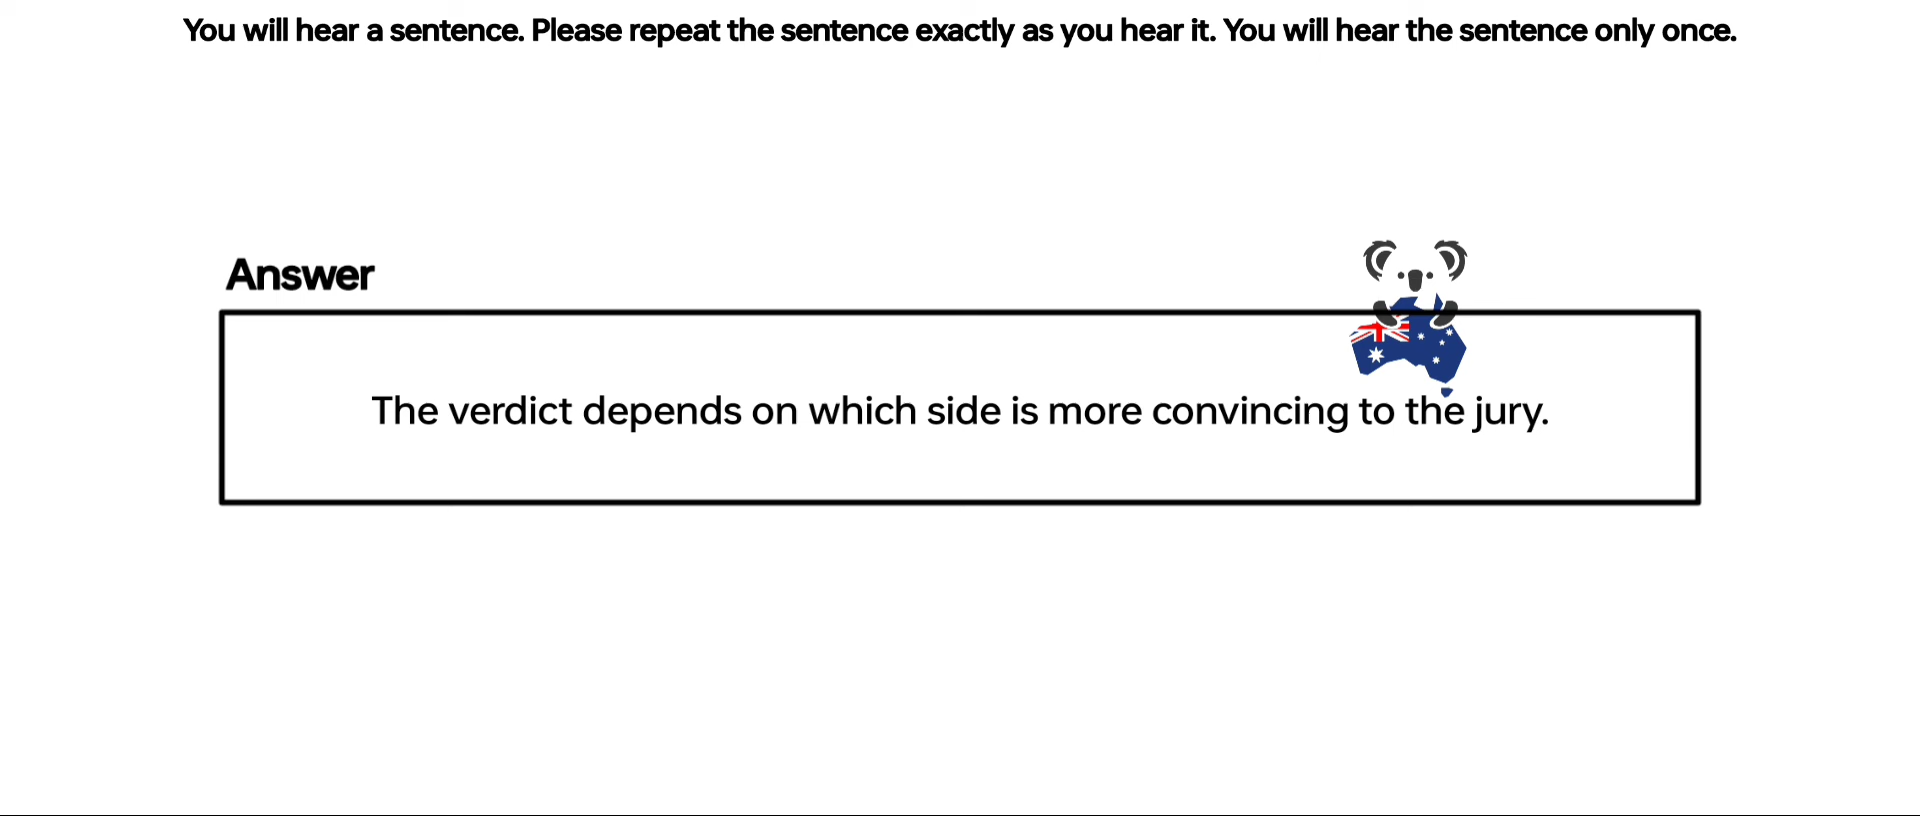 You will hear a sentence. Please repeat the sentence exactly as you hear it. You will hear the sentence only once.
Answer
The verdict depends on which side is more convincing to the jury.